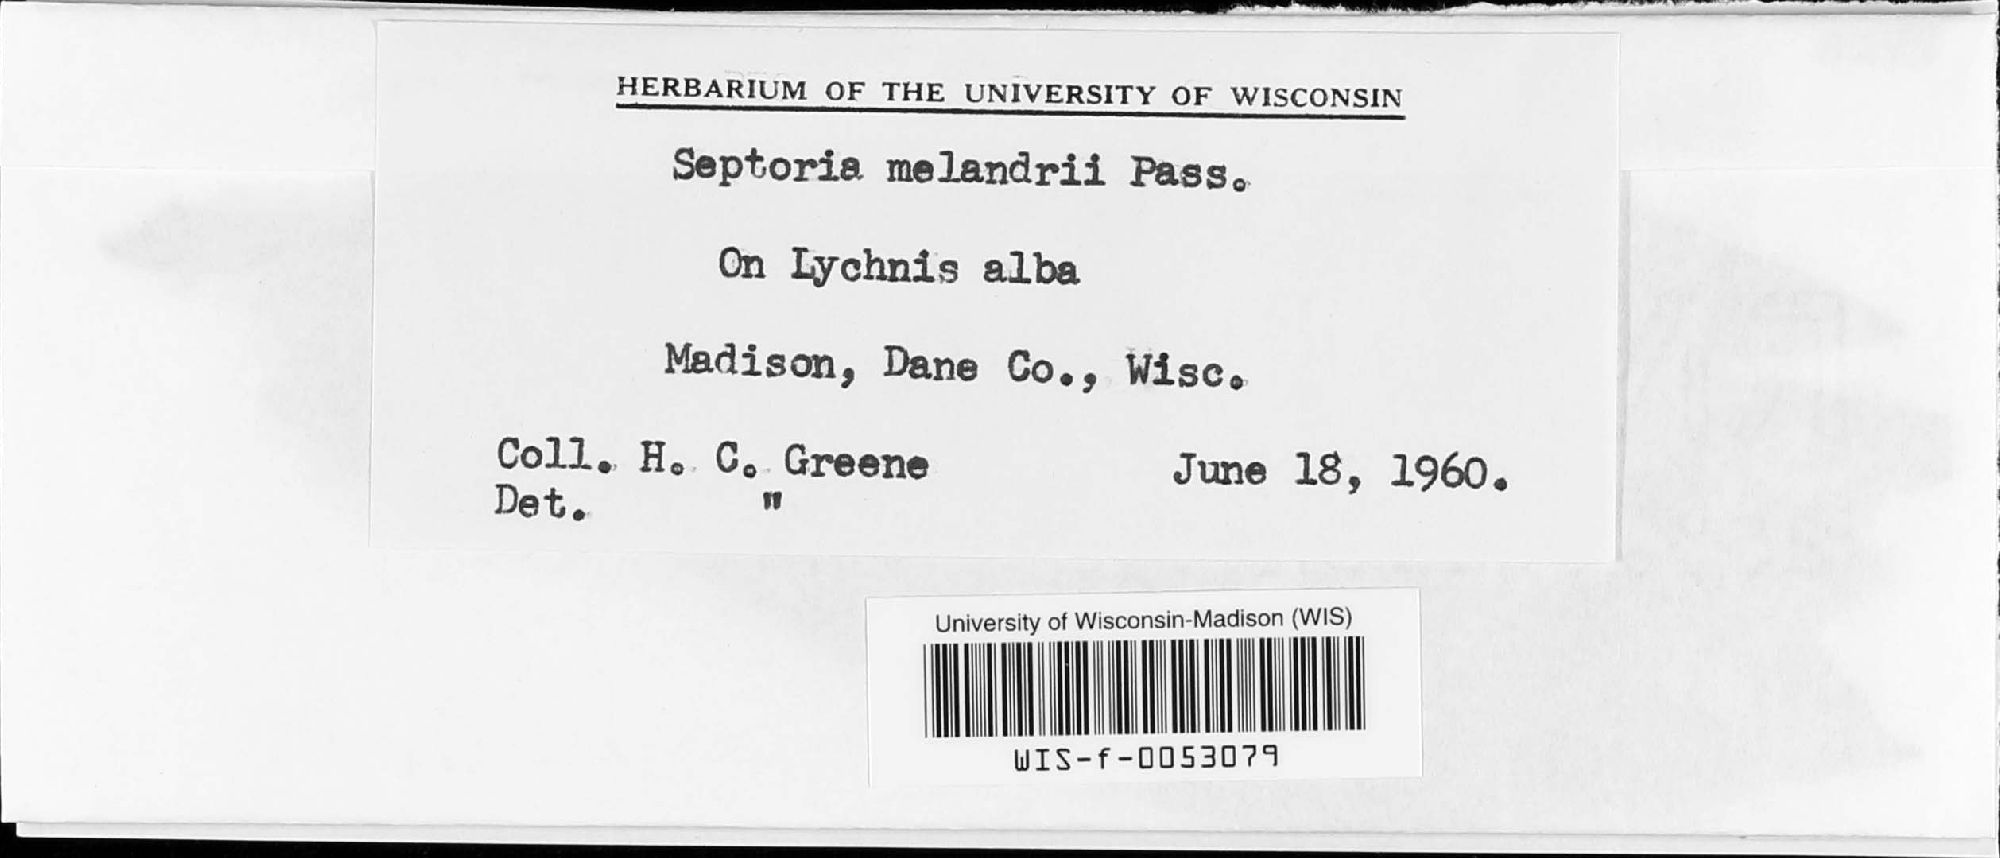 HERBARIUM OF THE UNIVERSITY OF WISCONSIN
Septoria melandrii Pass.
On Lychnis alba
Madison, Dane Co., Wisc.
Coll. H. C. Greene June 18, 1960.
Det. "
University of Wisconsin-Madison (WIS)
WIS-f-0053079